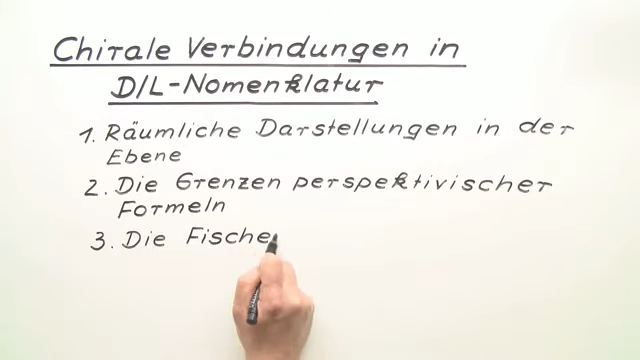 Chirale Verbindungen in
D/L-Nomenklatur
1. Räumliche Darstellungen in der
Ebene
2. Die Grenzen perspektivischer
Formeln
3. Die Fische